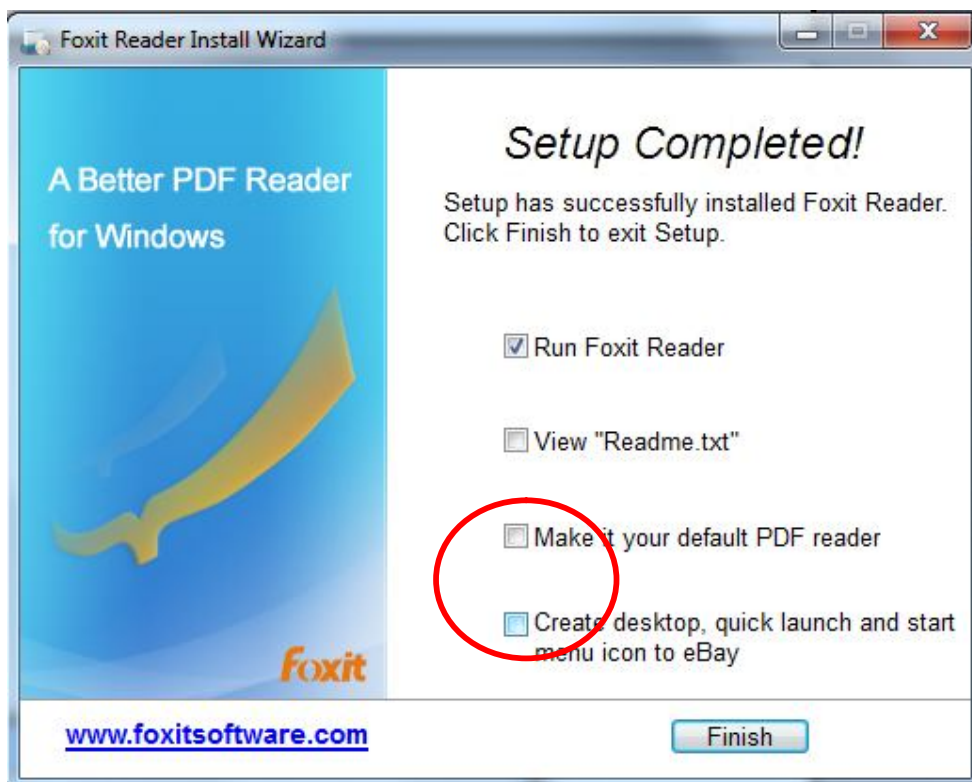 Foxit Reader Install Wizard
A Better PDF Reader
for Windows
Setup Completed!
Setup has successfully installed Foxit Reader.
Click Finish to exit Setup.
Run Foxit Reader
View "Readme.txt"
Make it your default PDF reader
Create desktop, quick launch and start
menu icon to eBay
Foxit
www.foxitsoftware.com
Finish